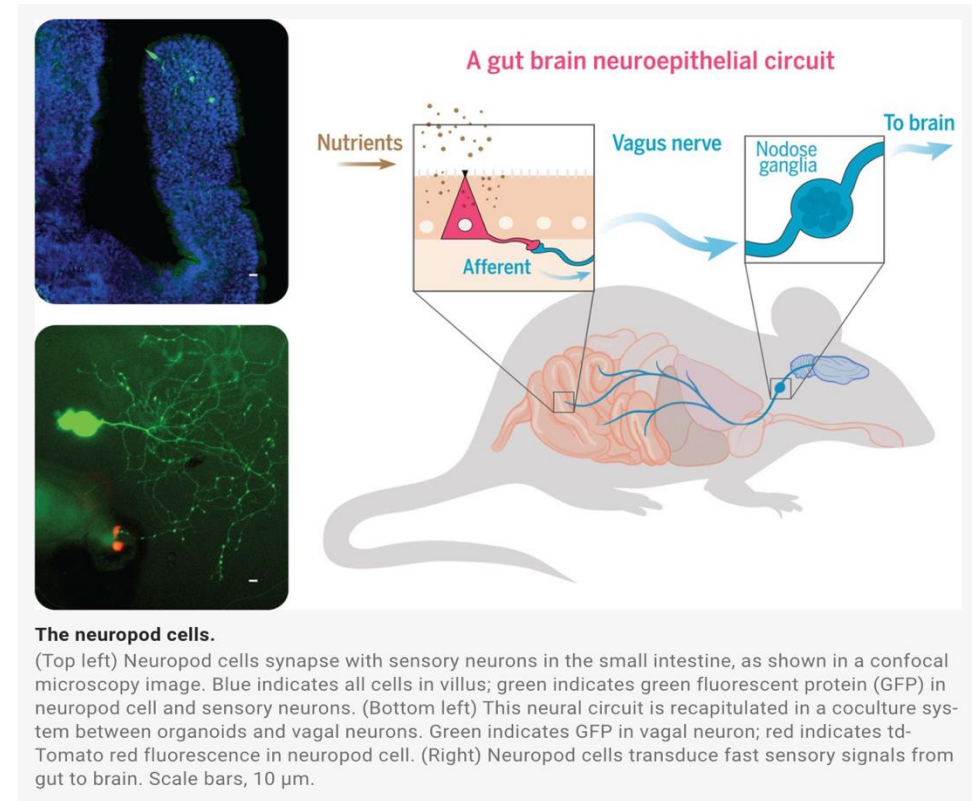 A gut brain neuroepithelial circuit
Nutrients
Vagus nerve
To brain
Nodose
ganglia
Afferent
The neuropod cells.
(Top left) Neuropod cells synapse with sensory neurons in the small intestine, as shown in a confocal
microscopy image. Blue indicates all cells in villus; green indicates green fluorescent protein (GFP) in
neuropod cell and sensory neurons. (Bottom left) This neural circuit is recapitulated in a coculture sys-
tem between organoids and vagal neurons. Green indicates GFP in vagal neuron; red indicates td-
Tomato red fluorescence in neuropod cell. (Right) Neuropod cells transduce fast sensory signals from
gut to brain. Scale bars, 10 μm.